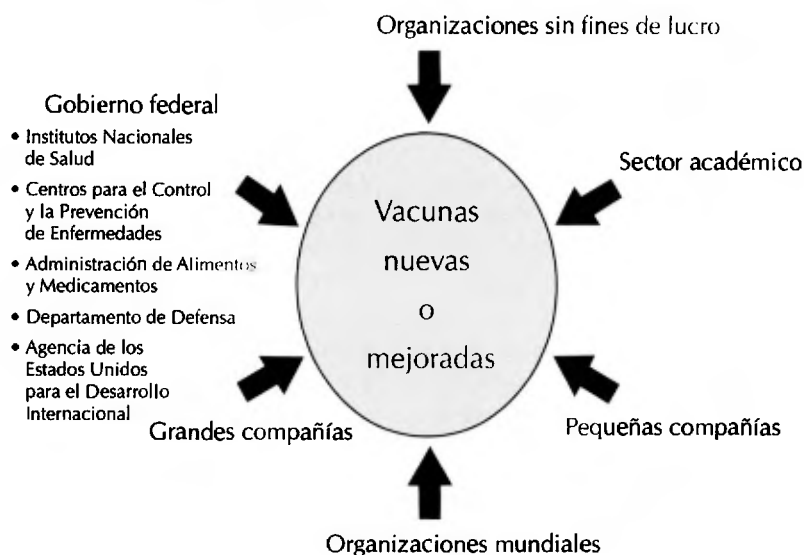 Organizaciones sin fines de lucro
Gobierno federal
• Institutos Nacionales
de Salud
• Centros para el Control
y la Prevención
de Enfermedades
• Administración de Alimentos
y Medicamentos
• Departamento de Defensa
• Agencia de los
Estados Unidos
para el Desarrollo
Internacional
Sector académico
Vacunas
nuevas
o
mejoradas
Grandes compañías
Pequeñas compañías
Organizaciones mundiales